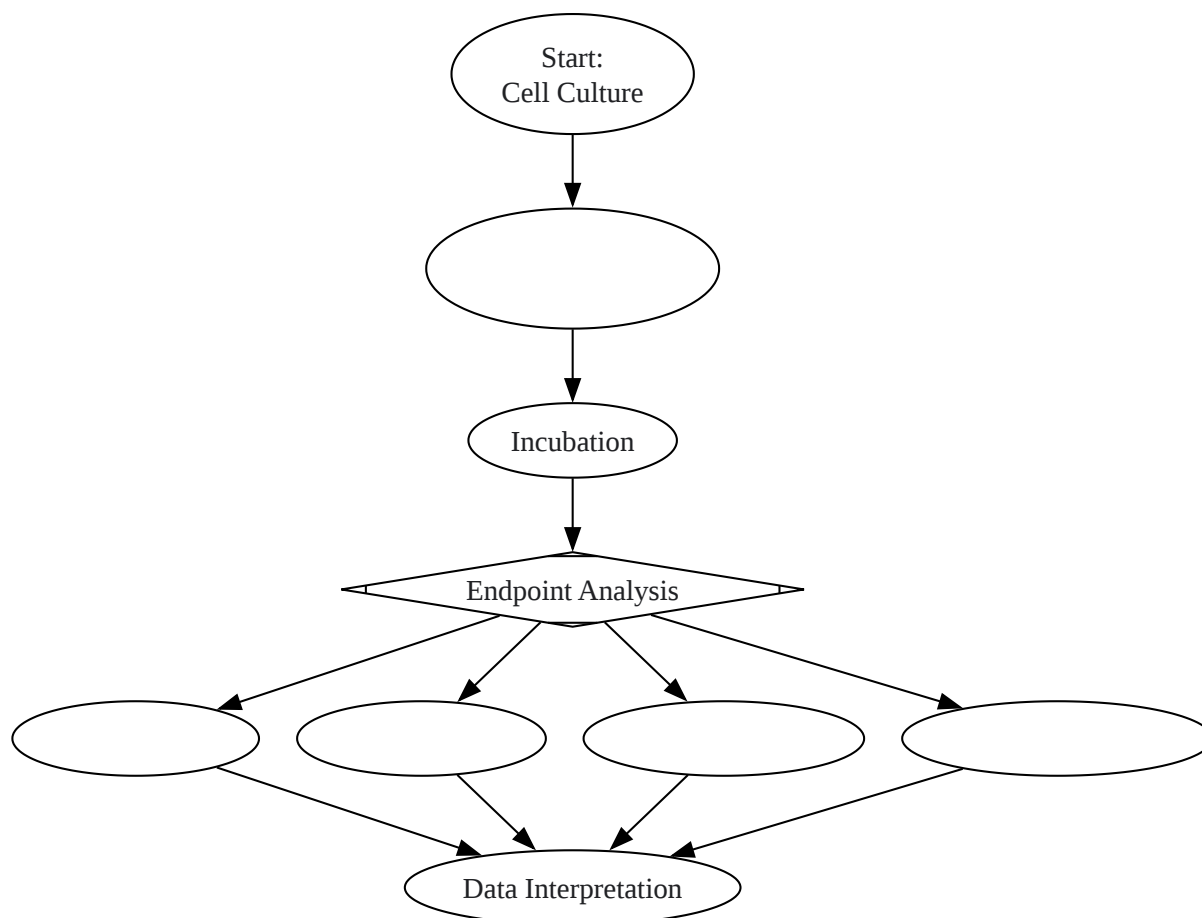 Start:
Cell Culture
Incubation
Endpoint Analysis
Data Interpretation